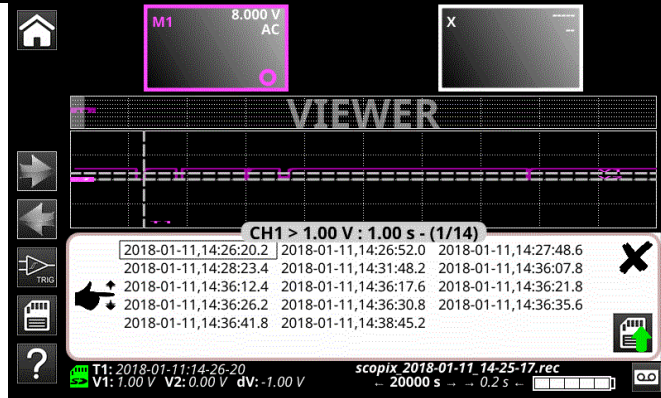 M1
8.000 V
AC
X
-----
--
VIEWER
CH1 > 1.00 V : 1.00 s - (1/14)
2018-01-11,14:26:20.2 2018-01-11,14:26:52.0 2018-01-11,14:27:48.6
2018-01-11,14:28:23.4 2018-01-11,14:31:48.2 2018-01-11,14:36:07.8
2018-01-11,14:36:12.4 2018-01-11,14:36:17.6 2018-01-11,14:36:21.8
2018-01-11,14:36:26.2 2018-01-11,14:36:30.8 2018-01-11,14:36:35.6
2018-01-11,14:36:41.8 2018-01-11,14:38:45.2
TRIG
?
T1: 2018-01-11:14-26-20 scopix_2018-01-11_14-25-17.rec
V1: 1.00 V V2: 0.00 V dV: -1.00 V ← 20000 s → → 0.2 s ←